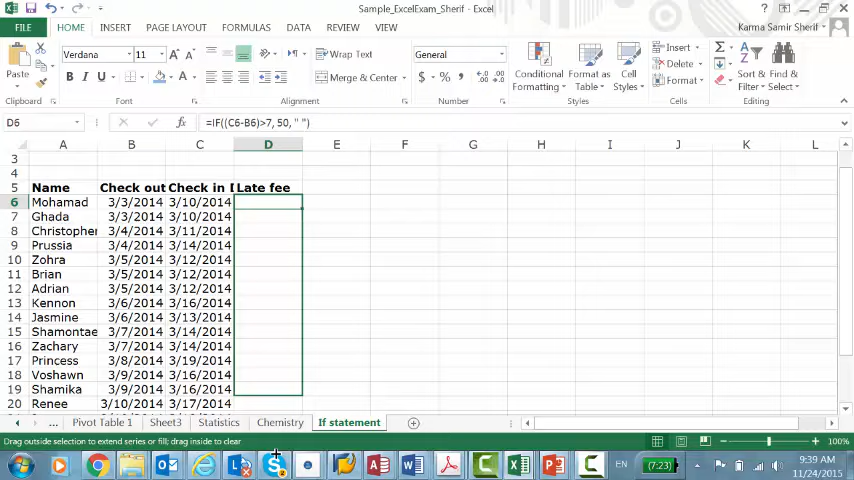 Sample_ExcelExam_Sherif - Excel
FILE HOME INSERT PAGE LAYOUT FORMULAS DATA REVIEW VIEW Karma Samir Sherif
Paste Verdana 11 A A Wrap Text General Conditional Formatting Format as Table Cell Styles Insert Delete Format Sort & Filter Find & Select
B I U Merge & Center $ % , .0 .00
Clipboard Font Alignment Number Styles Cells Editing
D6 fx =IF((C6-B6)>7, 50, " ")
A B C D E F G H I J K L
3
4
5 Name Check out Check in D Late fee
6 Mohamad 3/3/2014 3/10/2014
7 Ghada 3/3/2014 3/10/2014
8 Christopher 3/4/2014 3/11/2014
9 Prussia 3/4/2014 3/14/2014
10 Zohra 3/5/2014 3/12/2014
11 Brian 3/5/2014 3/12/2014
12 Adrian 3/5/2014 3/12/2014
13 Kennon 3/6/2014 3/16/2014
14 Jasmine 3/6/2014 3/13/2014
15 Shamontae 3/7/2014 3/14/2014
16 Zachary 3/7/2014 3/14/2014
17 Princess 3/8/2014 3/19/2014
18 Voshawn 3/9/2014 3/16/2014
19 Shamika 3/9/2014 3/16/2014
20 Renee 3/10/2014 3/17/2014
... Pivot Table 1 Sheet3 Statistics Chemistry If statement
Drag outside selection to extend series or fill; drag inside to clear 100%
EN (7:23) 9:39 AM
11/24/2015